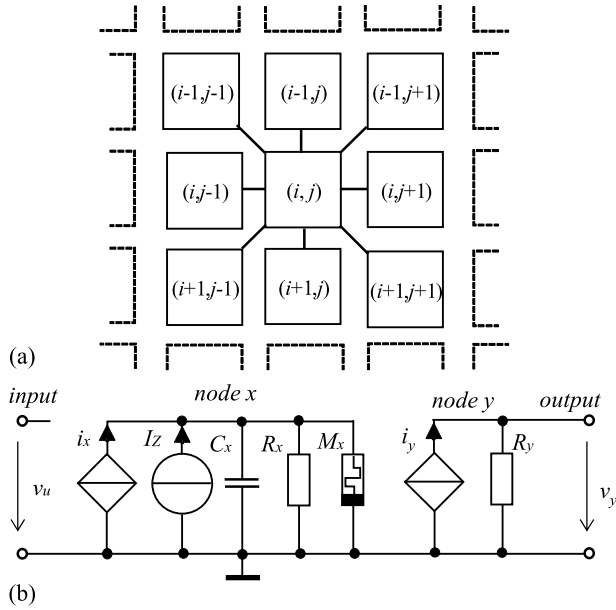 (i-1,j-1) (i-1,j) (i-1,j+1)
(i,j-1) (i, j) (i,j+1)
(i+1,j-1) (i+1,j) (i+1,j+1)
(a)
input node x node y output
ix IZ Cx Rx Mx iy Ry
vu vy
(b)